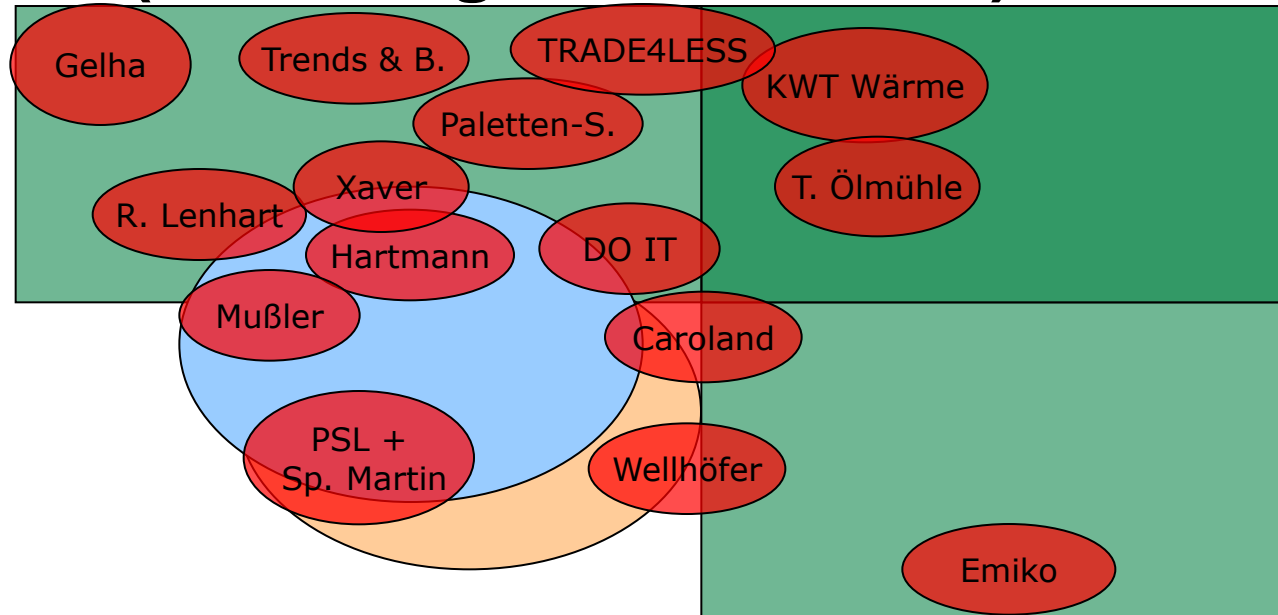 Gelha
Trends & B.
TRADE4LESS
KWT Wärme
Paletten-S.
Xaver
T. Ölmühle
R. Lenhart
Hartmann
DO IT
Mußler
Caroland
PSL +
Sp. Martin
Wellhöfer
Emiko